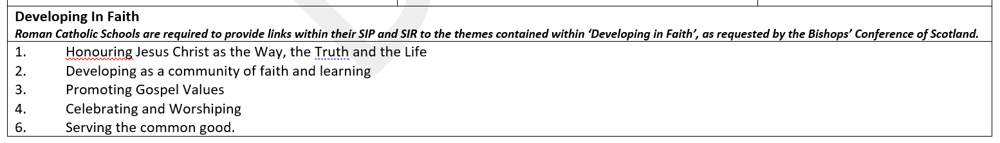 Developing In Faith
Roman Catholic Schools are required to provide links within their SIP and SIR to the themes contained within ‘Developing in Faith’, as requested by the Bishops’ Conference of Scotland.
1. Honouring Jesus Christ as the Way, the Truth and the Life
2. Developing as a community of faith and learning
3. Promoting Gospel Values
4. Celebrating and Worshiping
6. Serving the common good.